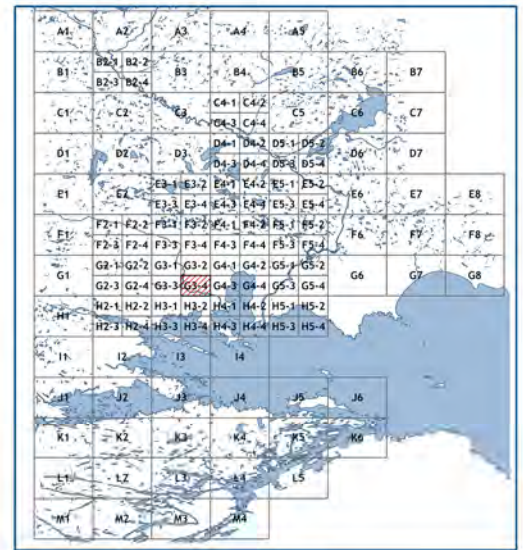 A1 A2 A3 A4 A5
B1 B2-1 B2-2 B3 B4 B5 B6 B7
B2-3 B2-4
C1 C2 C3 C4-1 C4-2 C5 C6 C7
C4-3 C4-4
D1 D2 D3 D4-1 D4-2 D5-1 D5-2 D6 D7
D4-3 D4-4 D5-3 D5-4
E1 E2 E3-1 E3-2 E4-1 E4-2 E5-1 E5-2 E6 E7 E8
E3-3 E3-4 E4-3 E4-4 E5-3 E5-4
F1 F2-1 F2-2 F3-1 F3-2 F4-1 F4-2 F5-1 F5-2 F6 F7 F8
F2-3 F2-4 F3-3 F3-4 F4-3 F4-4 F5-3 F5-4
G1 G2-1 G2-2 G3-1 G3-2 G4-1 G4-2 G5-1 G5-2 G6 G7 G8
G2-3 G2-4 G3-3 G3-4 G4-3 G4-4 G5-3 G5-4
H1 H2-1 H2-2 H3-1 H3-2 H4-1 H4-2 H5-1 H5-2
H2-3 H2-4 H3-3 H3-4 H4-3 H4-4 H5-3 H5-4
I1 I2 I3 I4
J1 J2 J3 J4 J5 J6
K1 K2 K3 K4 K5 K6
L1 L2 L3 L4 L5
M1 M2 M3 M4